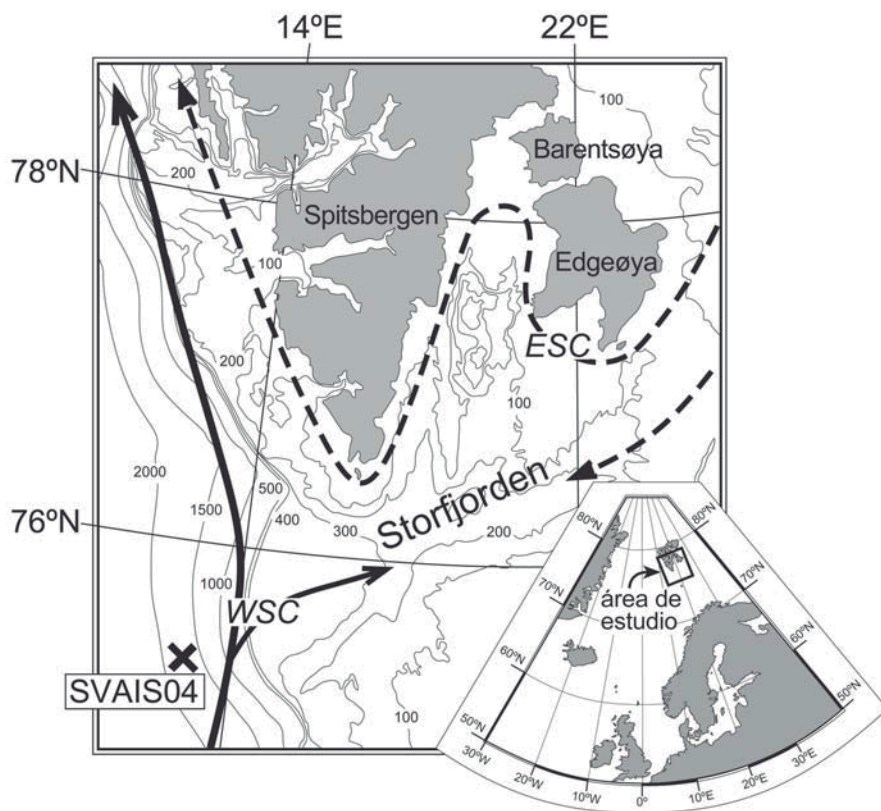 14ºE
22ºE
100
78ºN
200
Barentsøya
Spitsbergen
Edgeøya
100
ESC
200
100
2000
500
400
1500
300
200
76ºN
Storfjorden
1000
WSC
SVAIS04
100
80ºN
80ºN
70ºN
70ºN
área de
estudio
60ºN
60ºN
50ºN
50ºN
30ºW
20ºW
10ºW
0º
10ºE
20ºE
30ºE